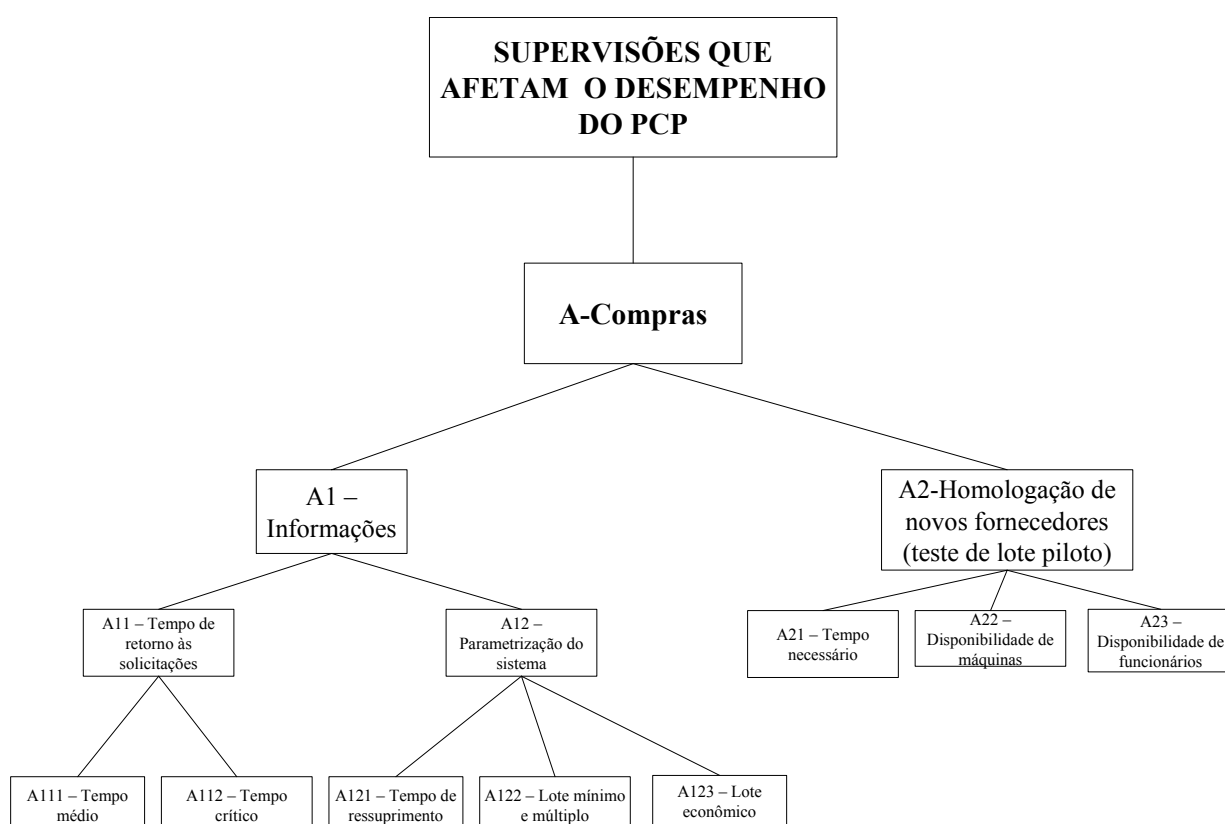 SUPERVISÕES QUE
AFETAM O DESEMPENHO
DO PCP
A-Compras
A1 –
Informações
A2-Homologação de
novos fornecedores
(teste de lote piloto)
A11 – Tempo de
retorno às
solicitações
A12 –
Parametrização do
sistema
A21 – Tempo
necessário
A22 –
Disponibilidade de
máquinas
A23 –
Disponibilidade de
funcionários
A111 – Tempo
médio
A112 – Tempo
crítico
A121 – Tempo de
ressuprimento
A122 – Lote mínimo
e múltiplo
A123 – Lote
econômico